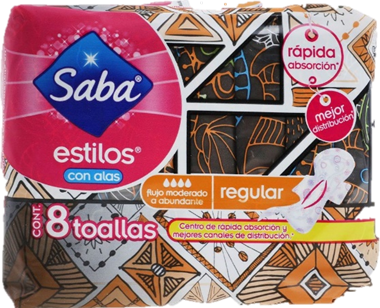 rápida
absorción*
Saba®
mejor
distribución*
estilos®
con alas
flujo moderado
a abundante
regular
CONT. 8 toallas
Centro de rápida absorción y
mejores canales de distribución.*